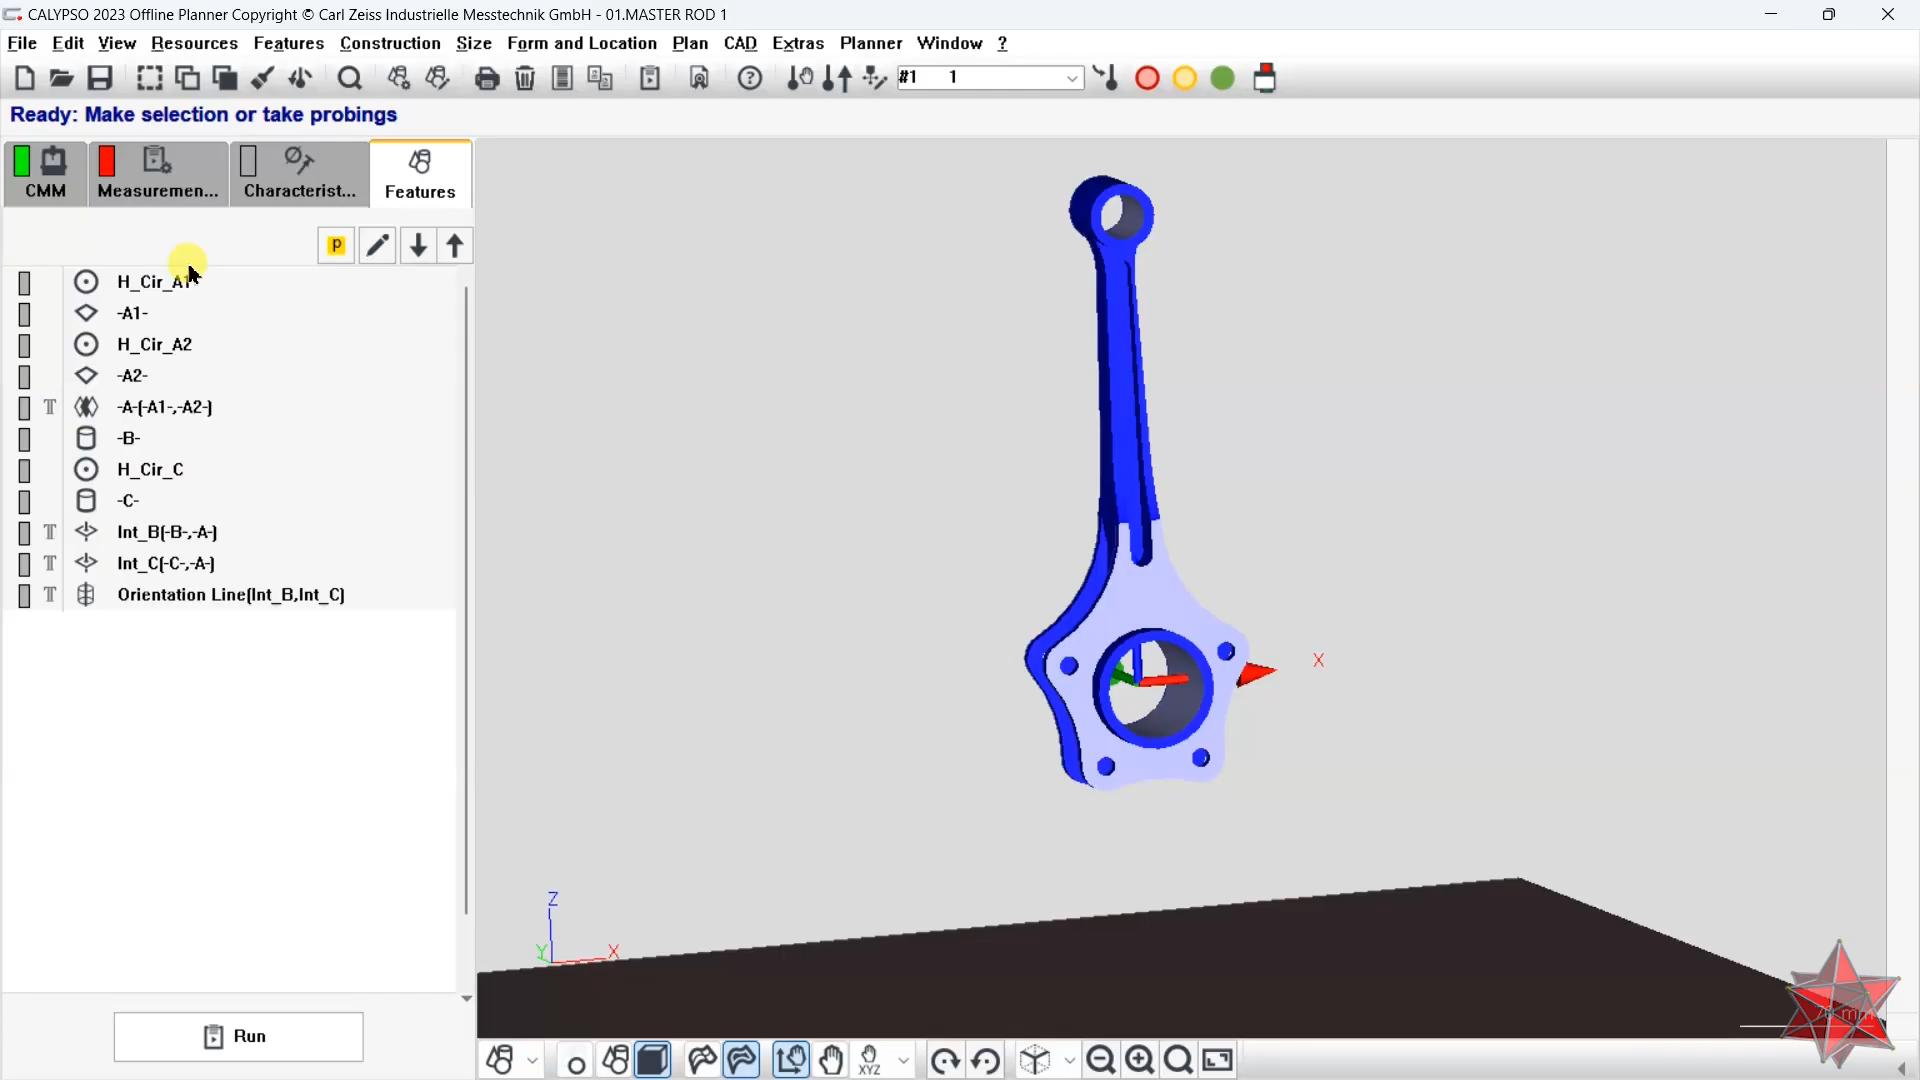 CALYPSO 2023 Offline Planner Copyright © Carl Zeiss Industrielle Messtechnik GmbH - 01.MASTER ROD 1
File Edit View Resources Features Construction Size Form and Location Plan CAD Extras Planner Window ?
#1 1
Ready: Make selection or take probings
CMM Measuremen... Characterist... Features
p
H_Cir_A1
-A1-
H_Cir_A2
-A2-
-A-(-A1-,-A2-)
-B-
H_Cir_C
-C-
Int_B(-B-,-A-)
Int_C(-C-,-A-)
Orientation Line(Int_B,Int_C)
X
Z
Y X
mm
Run
XYZ